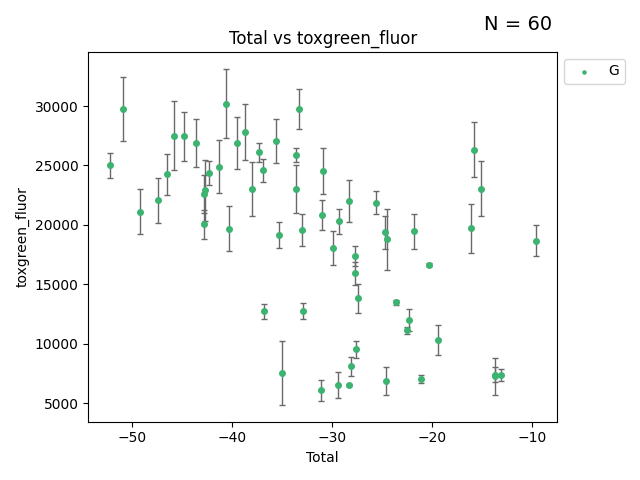 N = 60
Total vs toxgreen_fluor
G
toxgreen_fluor
30000
25000
20000
15000
10000
5000
−50 −40 −30 −20 −10
Total